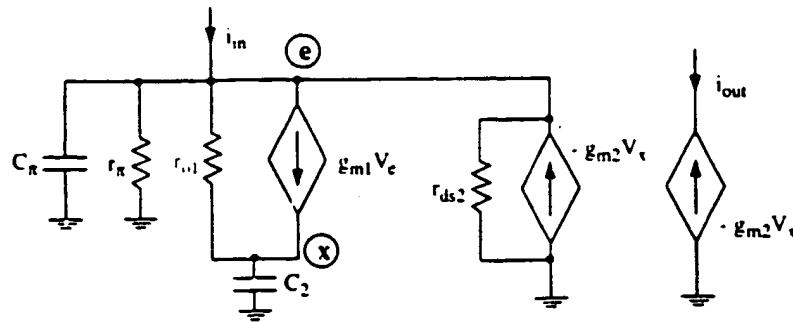 i_in
e
i_out
C_π
r_π
r_o1
g_m1 V_e
- g_m2 V_x
r_ds2
- g_m2 V_x
x
C_2